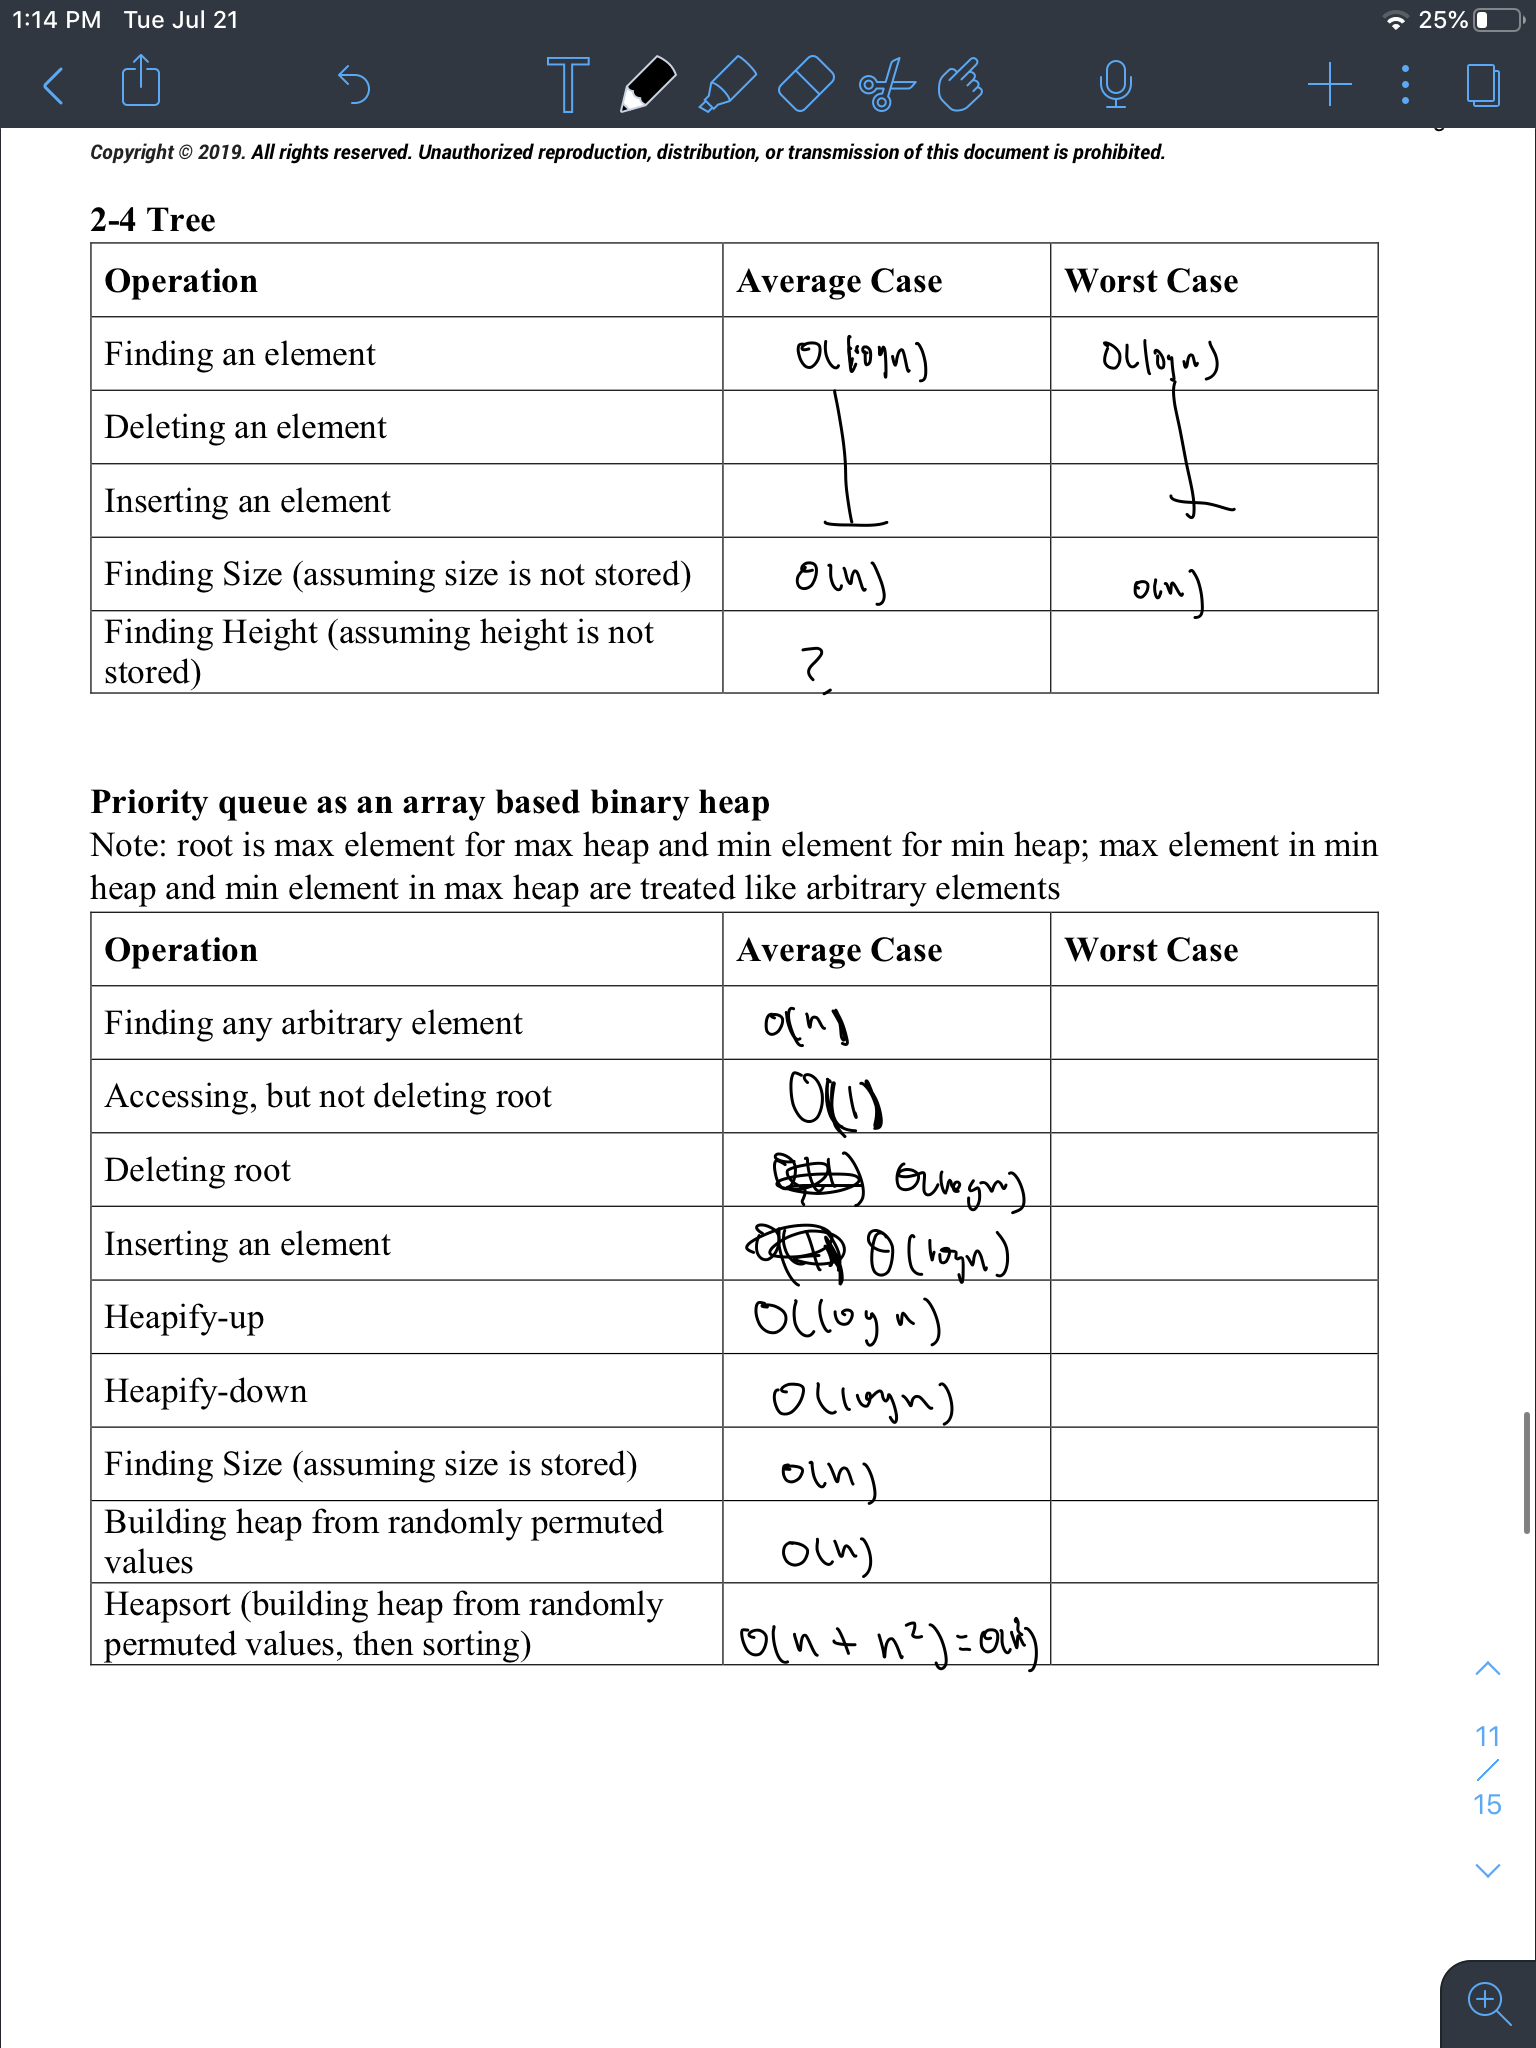 1:14 PM Tue Jul 21 25%
T
Copyright © 2019. All rights reserved. Unauthorized reproduction, distribution, or transmission of this document is prohibited.
2-4 Tree
Operation Average Case Worst Case
Finding an element O(logn) O(logn)
Deleting an element
Inserting an element
Finding Size (assuming size is not stored) O(n) O(n)
Finding Height (assuming height is not
stored) ?
Priority queue as an array based binary heap
Note: root is max element for max heap and min element for min heap; max element in min
heap and min element in max heap are treated like arbitrary elements
Operation Average Case Worst Case
Finding any arbitrary element O(n)
Accessing, but not deleting root O(1)
Deleting root O(logn)
Inserting an element O(logn)
Heapify-up O(logn)
Heapify-down O(logn)
Finding Size (assuming size is stored) O(n)
Building heap from randomly permuted
values O(n)
Heapsort (building heap from randomly
permuted values, then sorting) O(n + n²) = O(n²)
11
/
15